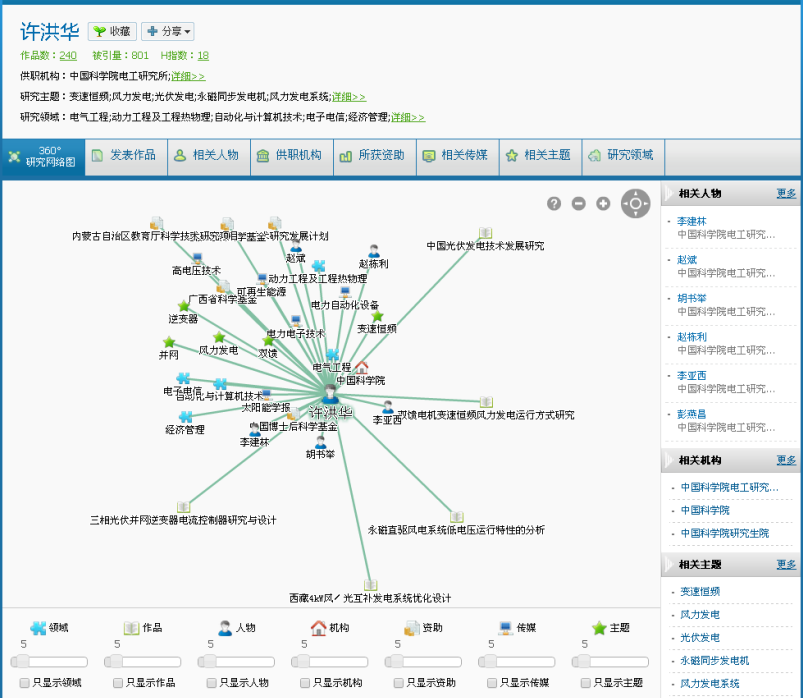 许洪华 收藏 分享
作品数：240 被引量：801 H指数：18
供职机构：中国科学院电工研究所;详细>>
研究主题：变速恒频;风力发电;光伏发电;永磁同步发电机;风力发电系统;详细>>
研究领域：电气工程;动力工程及工程热物理;自动化与计算机技术;电子电信;经济管理;详细>>
360°
研究网络图 发表作品 相关人物 供职机构 所获资助 相关传媒 相关主题 研究领域
内蒙古自治区教育厅科学技术研究项目
研究发展计划
中国光伏发电技术发展研究
赵斌
赵栋利
高电压技术
动力工程及工程热物理
可再生能源
广西省科学基金
电力自动化设备
逆变器
变速恒频
电力电子技术
并网
风力发电
双馈
电气工程
中国科学院
电子电信
自动化与计算机技术
太阳能学报
许洪华
李亚西
双馈电机变速恒频风力发电运行方式研究
经济管理
国博士后科学基金
李建林
胡书举
三相光伏并网逆变器电流控制器研究与设计
永磁直驱风电系统低电压运行特性的分析
西藏4kW风／光互补发电系统优化设计
领域 作品 人物 机构 资助 传媒 主题
5 5 5 5 5 5 5
只显示领域 只显示作品 只显示人物 只显示机构 只显示资助 只显示传媒 只显示主题
相关人物 更多
李建林
中国科学院电工研究...
赵斌
中国科学院电工研究...
胡书举
中国科学院电工研究...
赵栋利
中国科学院电工研究...
李亚西
中国科学院电工研究...
彭燕昌
中国科学院电工研究...
相关机构 更多
中国科学院电工研究...
中国科学院
中国科学院研究生院
相关主题 更多
变速恒频
风力发电
光伏发电
永磁同步发电机
风力发电系统